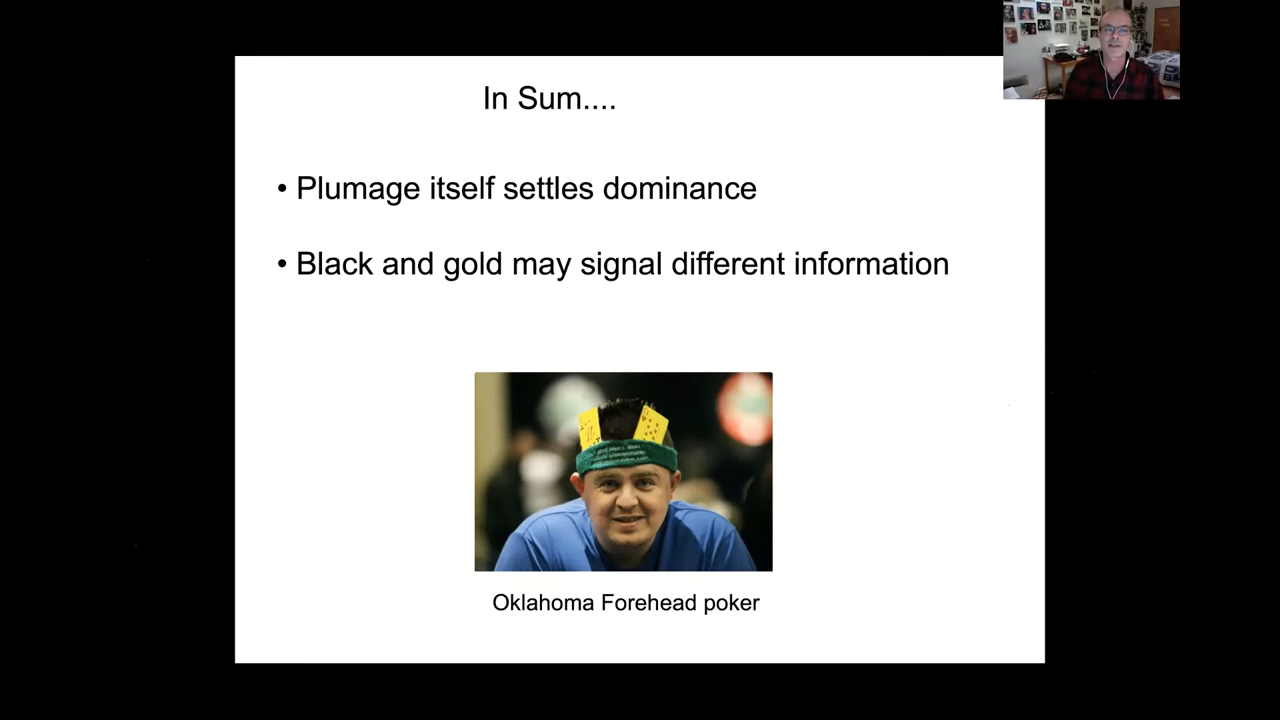 In Sum....
• Plumage itself settles dominance
• Black and gold may signal different information
Oklahoma Forehead poker